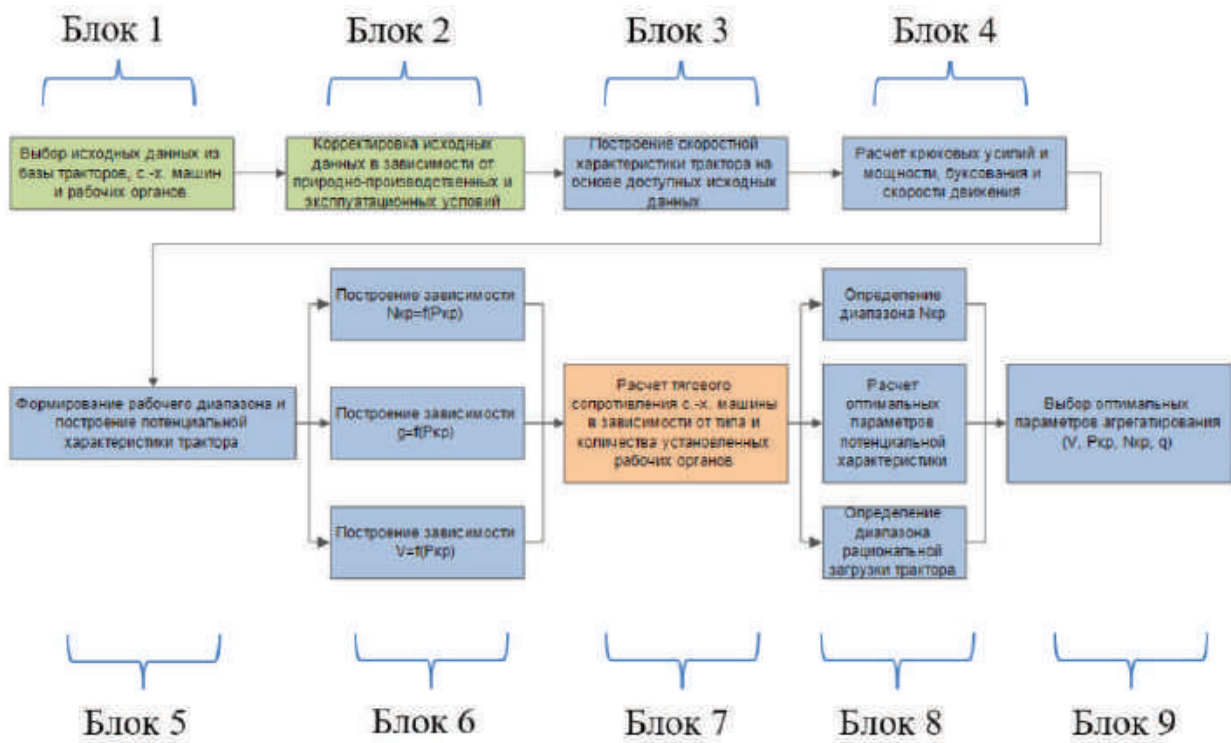 Блок 1
Блок 2
Блок 3
Блок 4
Выбор исходных данных из
базы тракторов, с.-х. машин
и рабочих органов
Корректировка исходных
данных в зависимости от
природно-производственных и
эксплуатационных условий
Построение скоростной
характеристики трактора на
основе доступных исходных
данных
Расчет крюковых усилий и
мощности, буксования и
скорости движения
Формирование рабочего диапазона и
построение потенциальной
характеристики трактора
Построение зависимости
Nкр=f(Ркр)
Построение зависимости
g=f(Ркр)
Построение зависимости
V=f(Ркр)
Расчет тягового
сопротивления с.-х. машины
в зависимости от типа и
количества установленных
рабочих органов
Определение
диапазона Nкр
Расчет
оптимальных
параметров
потенциальной
характеристики
Определение
диапазона
рациональной
загрузки трактора
Выбор оптимальных
параметров агрегатирования
(V, Ркр, Nкр, q)
Блок 5
Блок 6
Блок 7
Блок 8
Блок 9